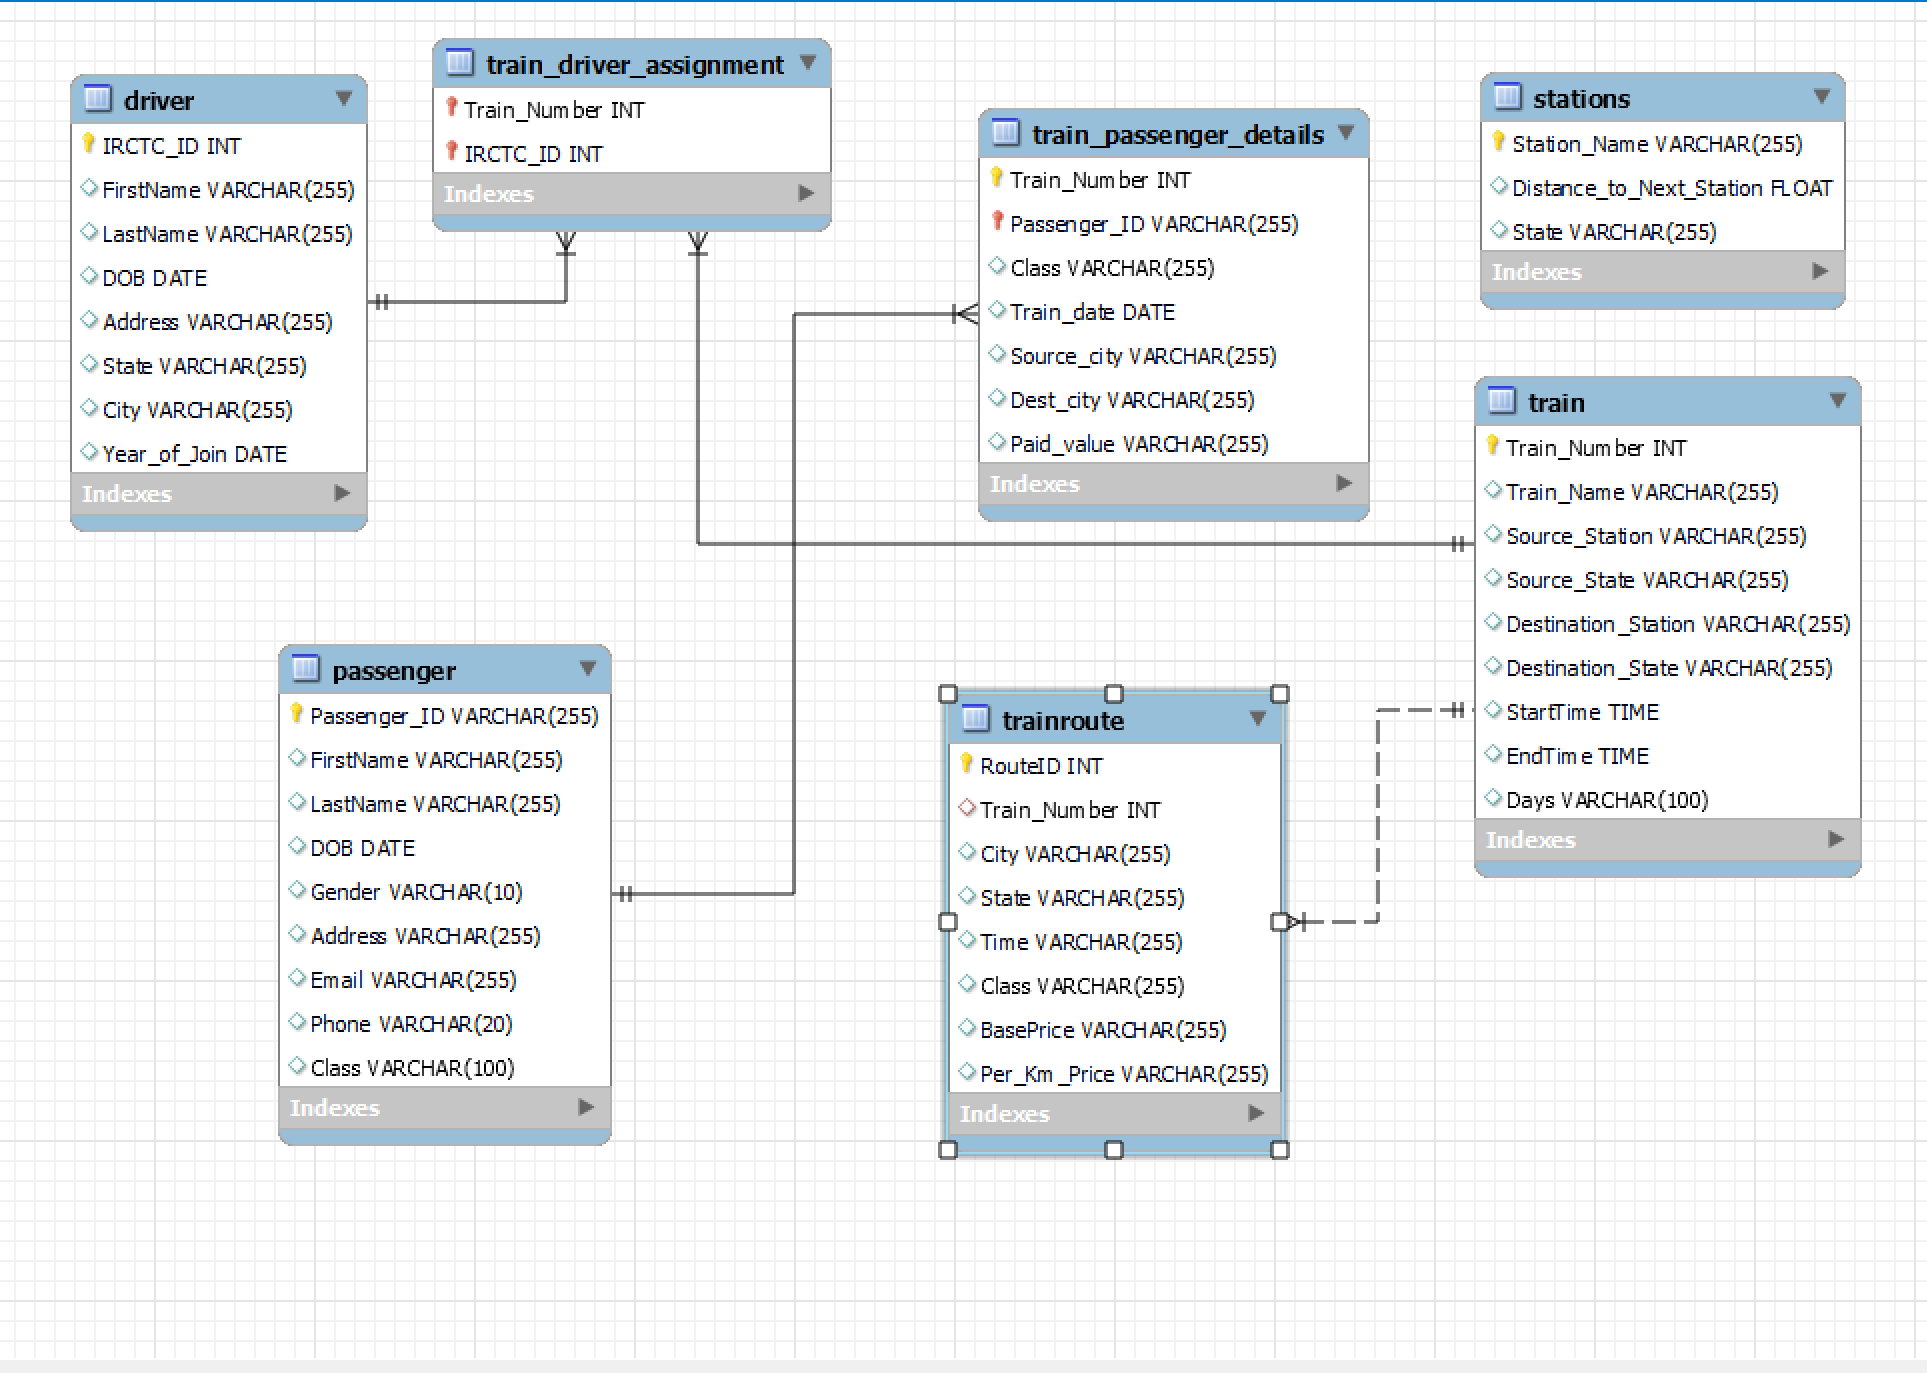 driver
IRCTC_ID INT
FirstName VARCHAR(255)
LastName VARCHAR(255)
DOB DATE
Address VARCHAR(255)
State VARCHAR(255)
City VARCHAR(255)
Year_of_Join DATE
Indexes
train_driver_assignment
Train_Number INT
IRCTC_ID INT
Indexes
train_passenger_details
Train_Number INT
Passenger_ID VARCHAR(255)
Class VARCHAR(255)
Train_date DATE
Source_city VARCHAR(255)
Dest_city VARCHAR(255)
Paid_value VARCHAR(255)
Indexes
stations
Station_Name VARCHAR(255)
Distance_to_Next_Station FLOAT
State VARCHAR(255)
Indexes
train
Train_Number INT
Train_Name VARCHAR(255)
Source_Station VARCHAR(255)
Source_State VARCHAR(255)
Destination_Station VARCHAR(255)
Destination_State VARCHAR(255)
StartTime TIME
EndTime TIME
Days VARCHAR(100)
Indexes
passenger
Passenger_ID VARCHAR(255)
FirstName VARCHAR(255)
LastName VARCHAR(255)
DOB DATE
Gender VARCHAR(10)
Address VARCHAR(255)
Email VARCHAR(255)
Phone VARCHAR(20)
Class VARCHAR(100)
Indexes
trainroute
RouteID INT
Train_Number INT
City VARCHAR(255)
State VARCHAR(255)
Time VARCHAR(255)
Class VARCHAR(255)
BasePrice VARCHAR(255)
Per_Km_Price VARCHAR(255)
Indexes